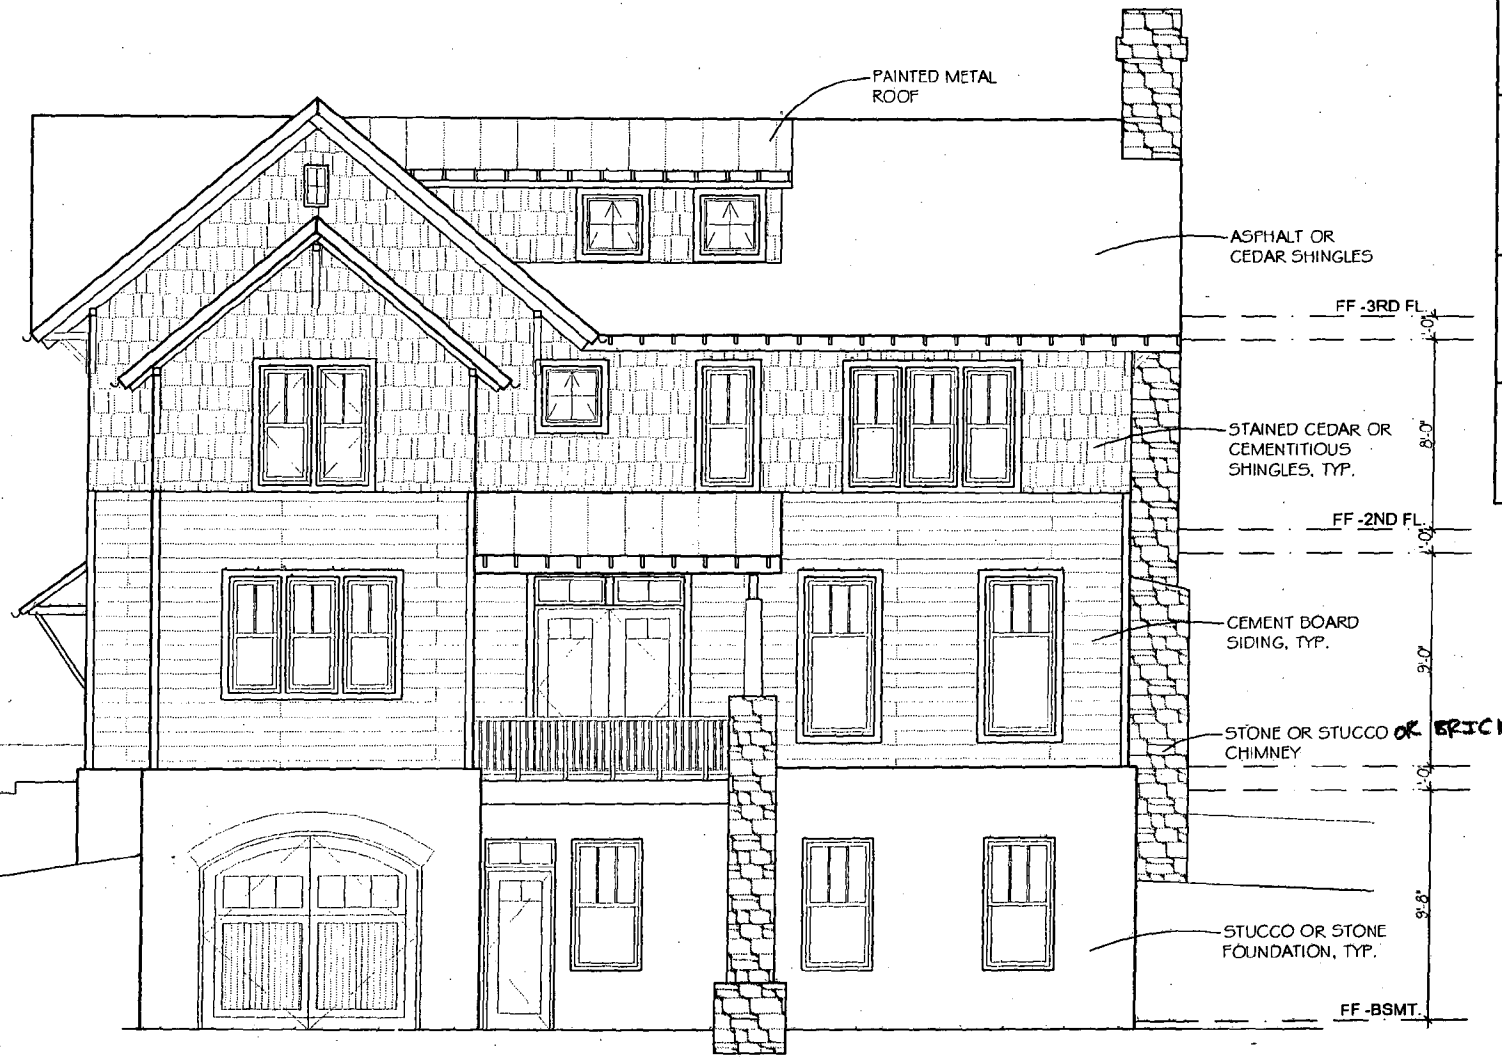 PAINTED METAL
ROOF
ASPHALT OR
CEDAR SHINGLES
FF -3RD FL.
1'-0"
STAINED CEDAR OR
CEMENTITIOUS
SHINGLES, TYP.
8'-0"
FF -2ND FL.
1'-0"
CEMENT BOARD
SIDING, TYP.
9'-0"
STONE OR STUCCO OR BRICK
CHIMNEY
1'-0"
9'-8"
STUCCO OR STONE
FOUNDATION, TYP.
FF -BSMT.